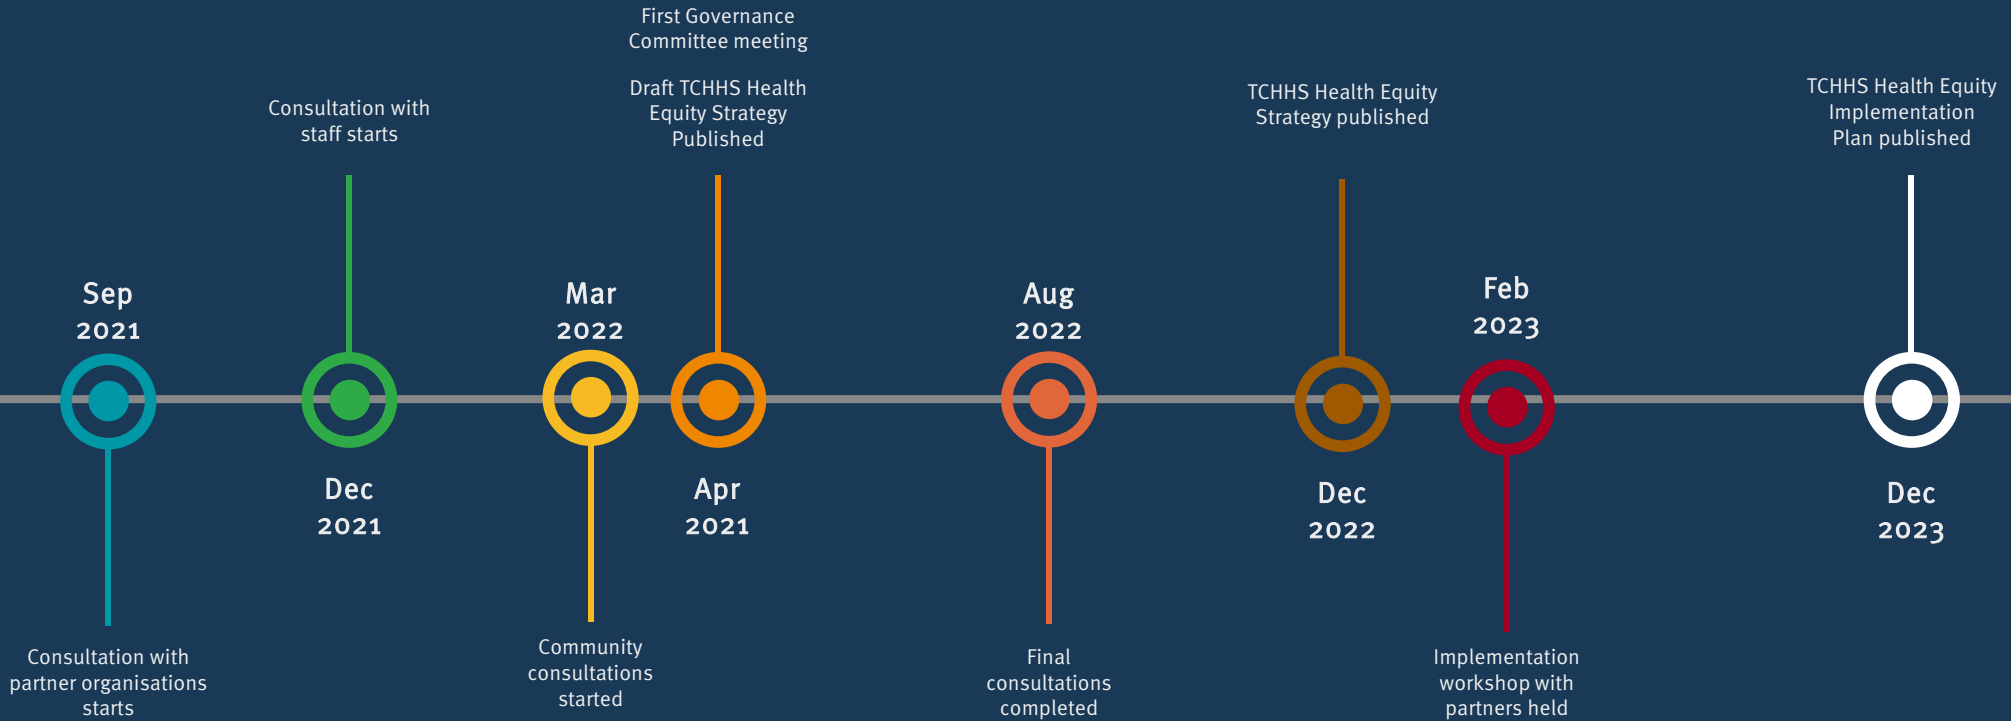 First Governance
Committee meeting
Draft TCHHS Health
Equity Strategy
Published
Consultation with
staff starts
TCHHS Health Equity
Strategy published
TCHHS Health Equity
Implementation
Plan published
Sep
2021
Mar
2022
Aug
2022
Feb
2023
Dec
2021
Apr
2021
Dec
2022
Dec
2023
Consultation with
partner organisations
starts
Community
consultations
started
Final
consultations
completed
Implementation
workshop with
partners held